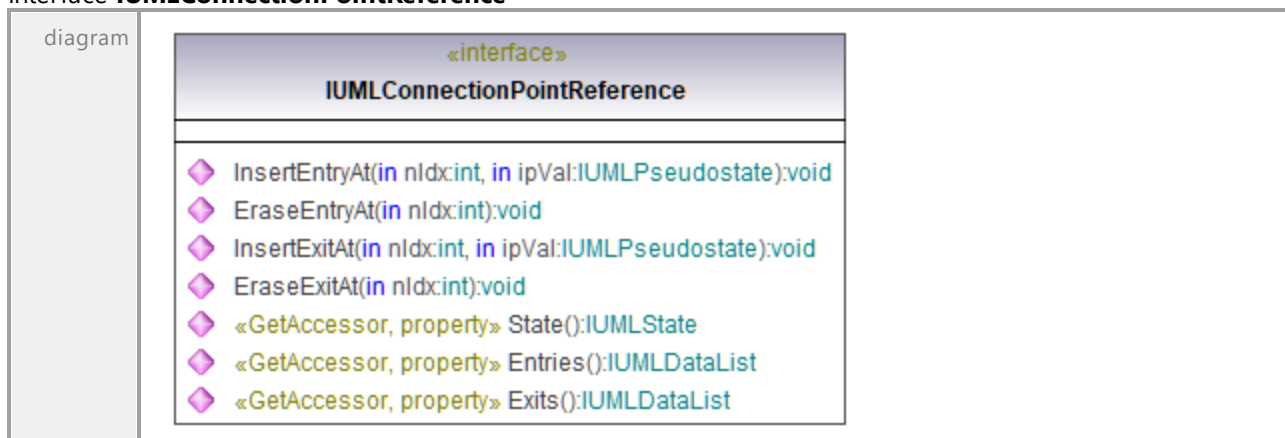 interface IUMLConnectionPointReference
diagram
«interface»
IUMLConnectionPointReference
InsertEntryAt(in nIdx:int, in ipVal:IUMLPseudostate):void
EraseEntryAt(in nIdx:int):void
InsertExitAt(in nIdx:int, in ipVal:IUMLPseudostate):void
EraseExitAt(in nIdx:int):void
«GetAccessor, property» State():IUMLState
«GetAccessor, property» Entries():IUMLDataList
«GetAccessor, property» Exits():IUMLDataList